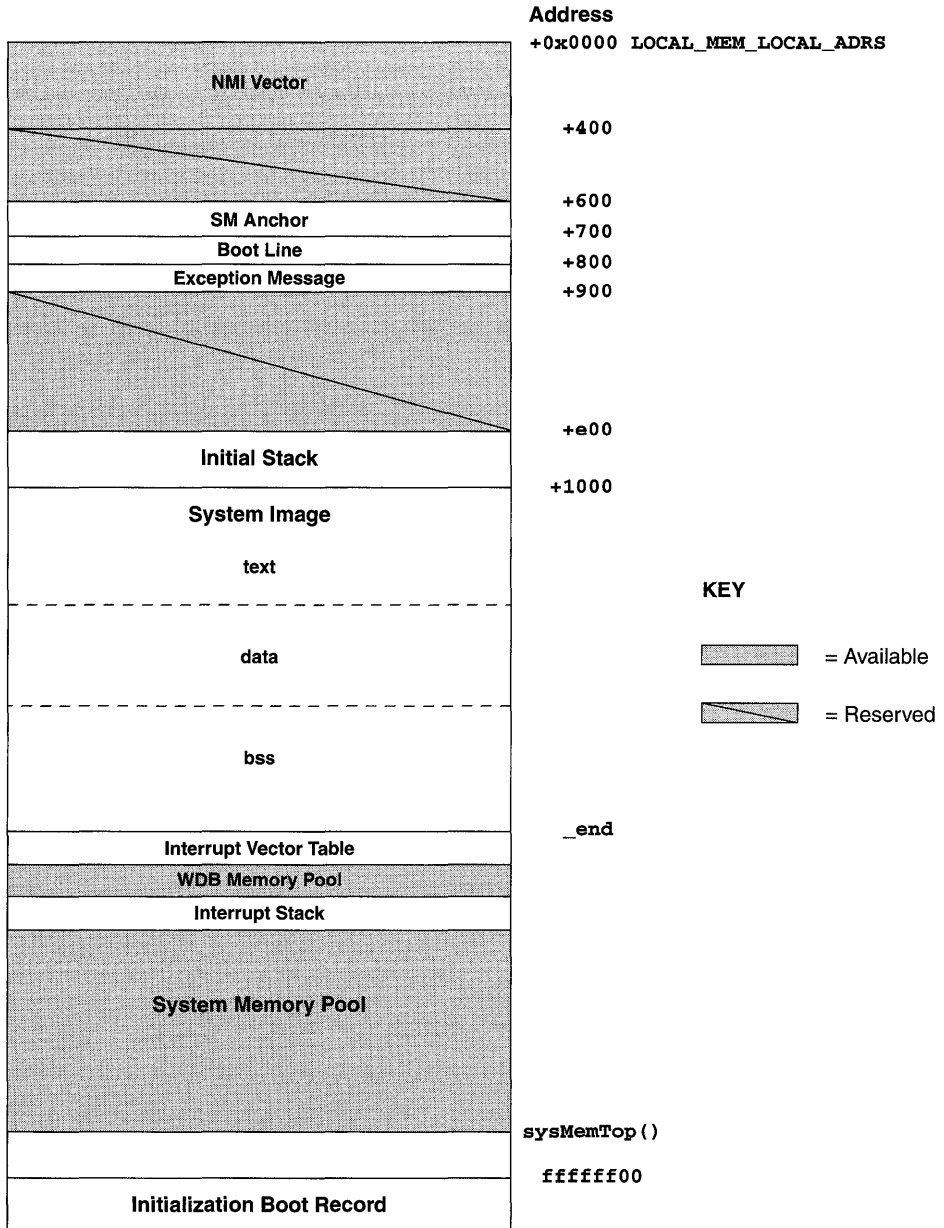 Address
+0x0000 LOCAL_MEM_LOCAL_ADRS
NMI Vector
+400
+600
SM Anchor
+700
Boot Line
+800
Exception Message
+900
+e00
Initial Stack
+1000
System Image
text
KEY
data
= Available
= Reserved
bss
_end
Interrupt Vector Table
WDB Memory Pool
Interrupt Stack
System Memory Pool
sysMemTop()
ffffff00
Initialization Boot Record